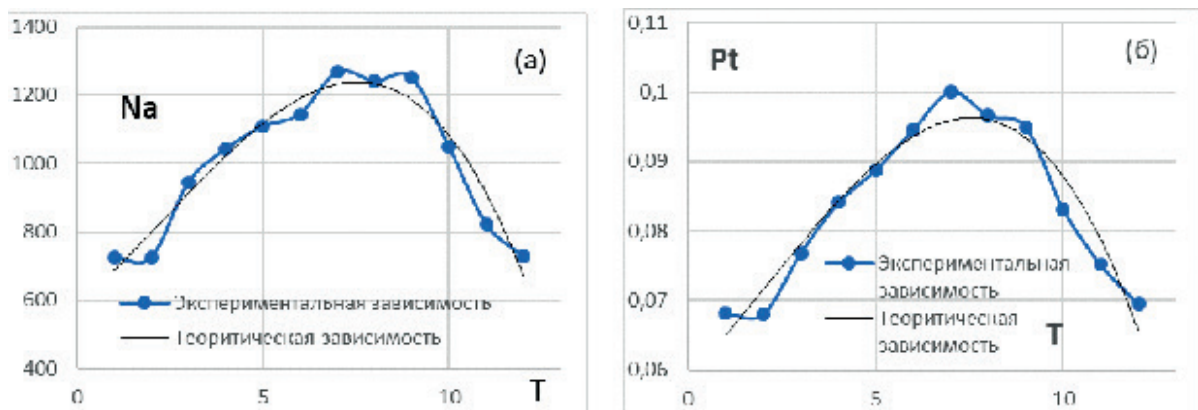 1400
1200
1000
800
600
400
0
5
10
Na
(а)
T
Экспериментальная зависимость
Теоритическая зависимость
0,11
0,1
0,09
0,08
0,07
0,06
0
5
10
Pt
(б)
T
Экспериментальная
зависимость
Теоритическая
зависимость